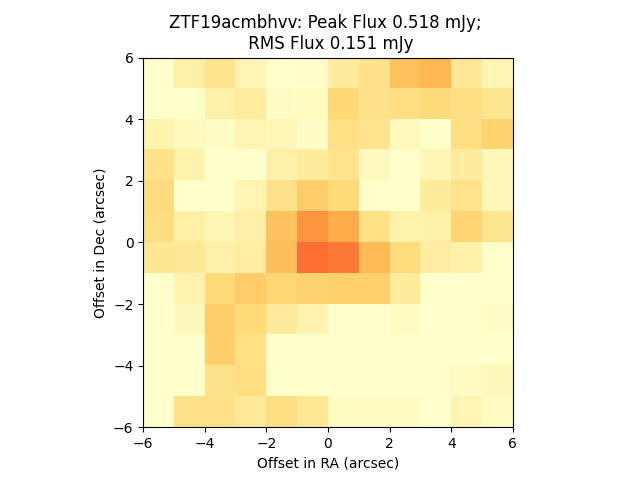 ZTF19acmbhvv: Peak Flux 0.518 mJy;
RMS Flux 0.151 mJy
6
4
2
0
−2
−4
−6
Offset in Dec (arcsec)
−6 −4 −2 0 2 4 6
Offset in RA (arcsec)